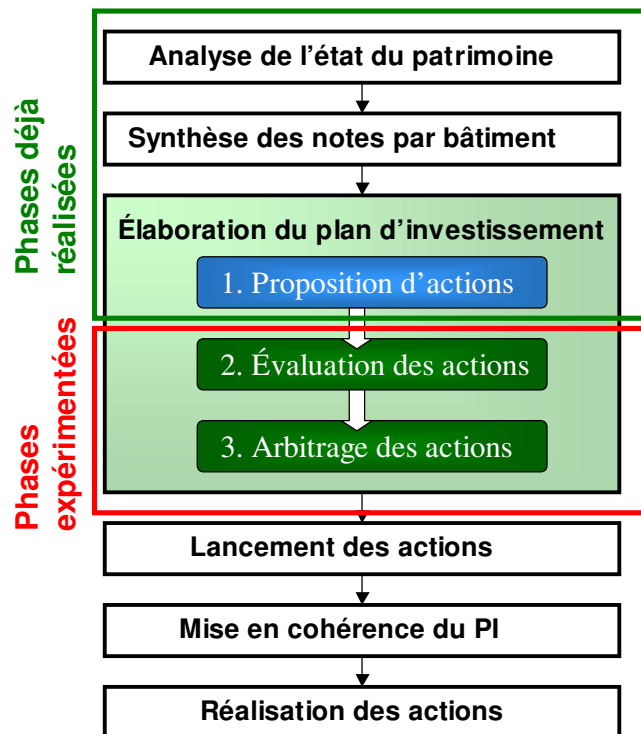 Analyse de l'état du patrimoine
Synthèse des notes par bâtiment
Phases déjà
réalisées
Élaboration du plan d'investissement
1. Proposition d'actions
2. Évaluation des actions
3. Arbitrage des actions
Phases
expérimentées
Lancement des actions
Mise en cohérence du PI
Réalisation des actions